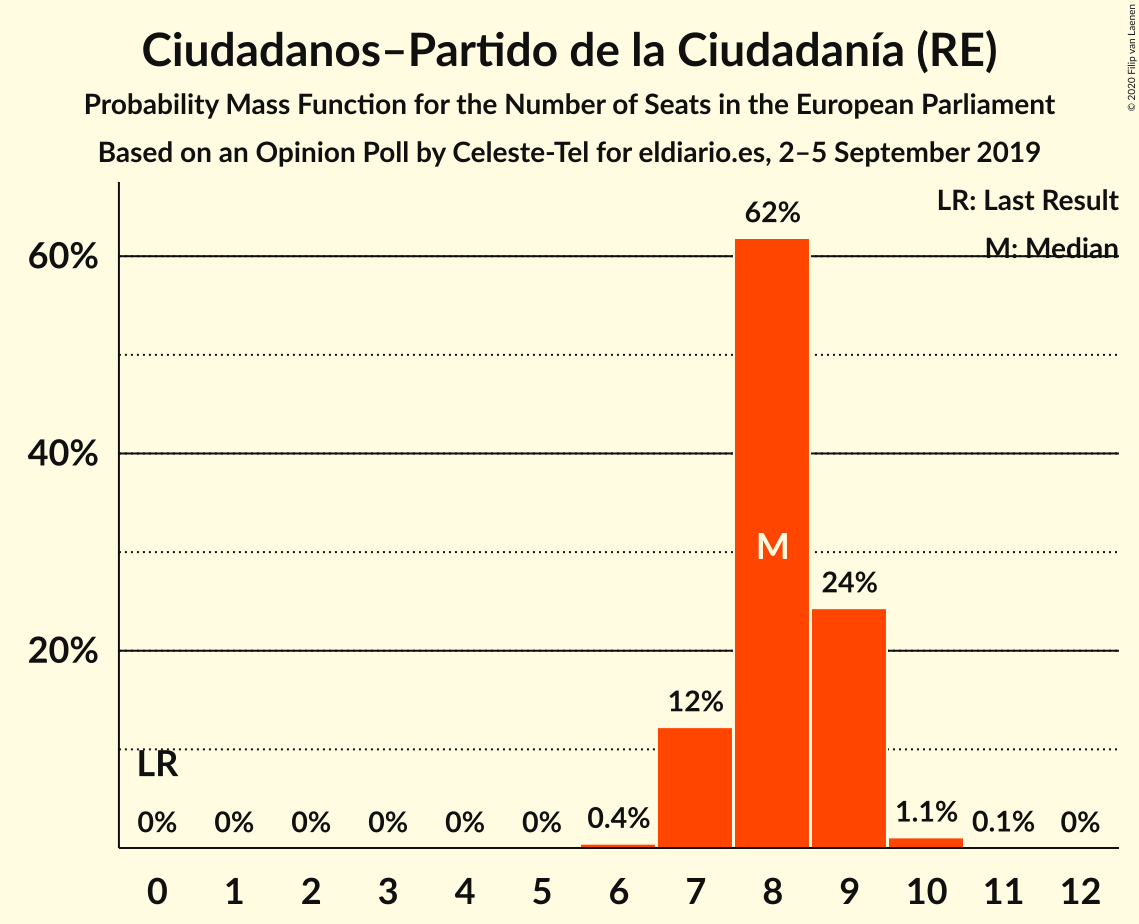 Ciudadanos–Partido de la Ciudadanía (RE)
Probability Mass Function for the Number of Seats in the European Parliament
Based on an Opinion Poll by Celeste-Tel for eldiario.es, 2–5 September 2019
© 2020 Filip van Laenen
LR: Last Result
M: Median
60%
40%
20%
62%
M
24%
12%
LR
0% 0% 0% 0% 0% 0% 0.4% 1.1% 0.1% 0%
0 1 2 3 4 5 6 7 8 9 10 11 12